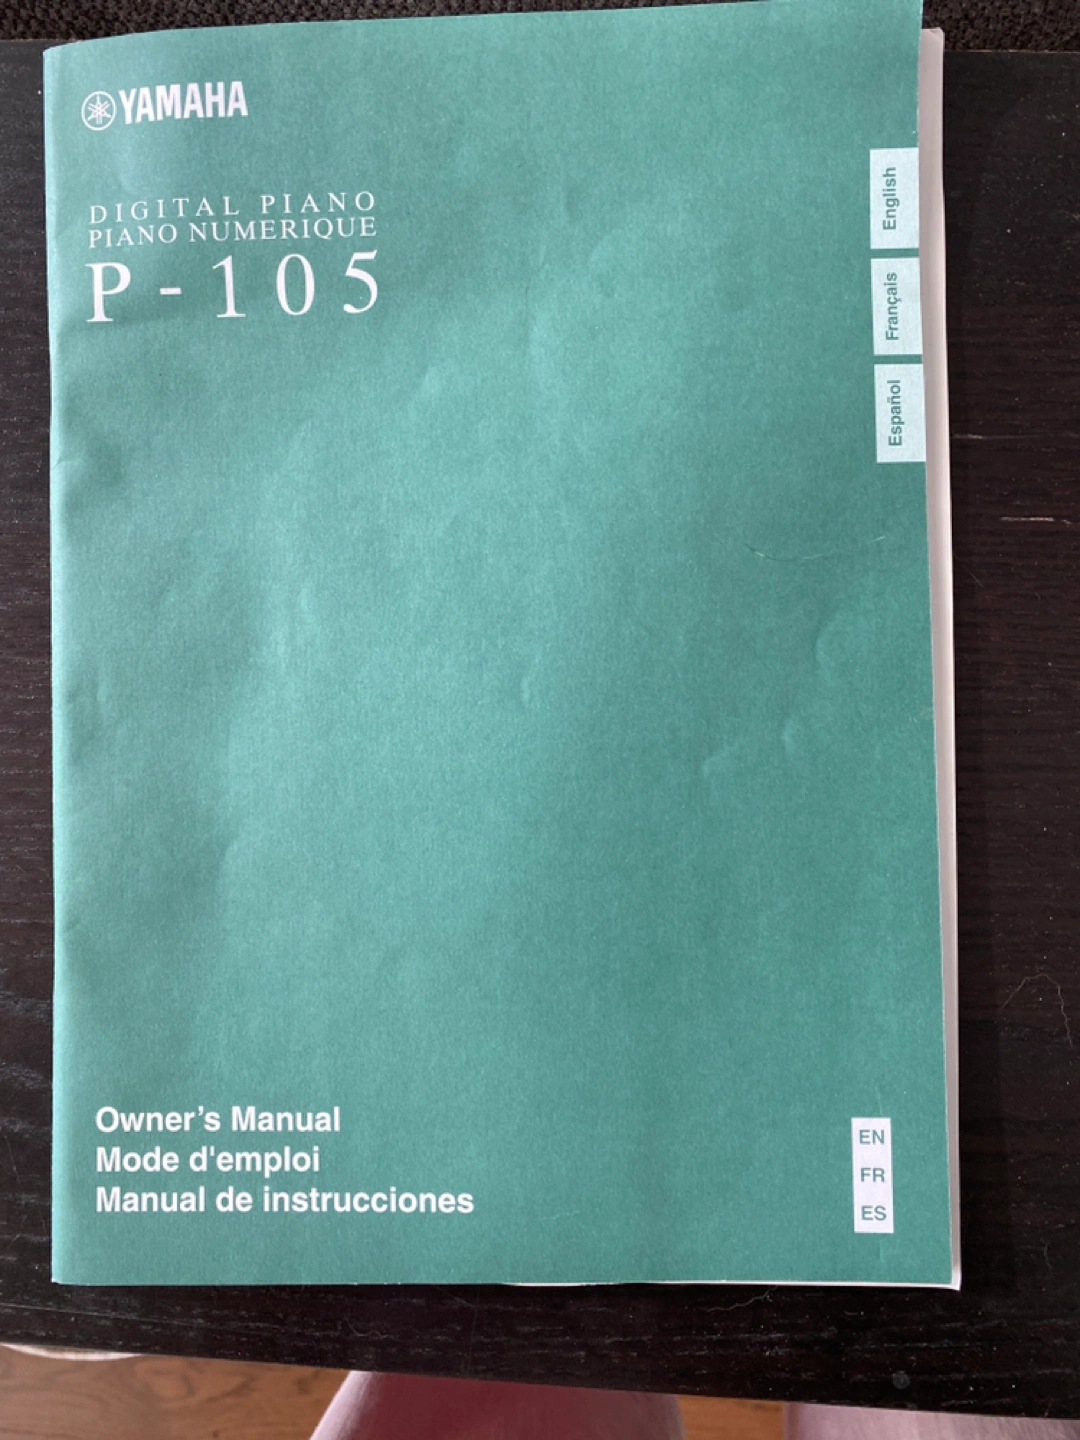 YAMAHA
DIGITAL PIANO
PIANO NUMERIQUE
P-105
English
Français
Español
Owner's Manual
Mode d'emploi
Manual de instrucciones
EN
FR
ES